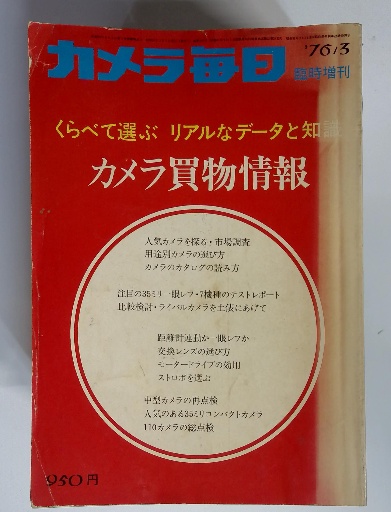 '76/3
カメラ毎日
臨時増刊
くらべて選ぶ リアルなデータと知識
カメラ買物情報
人気カメラを探る・市場調査
用途別カメラの選び方
カメラのカタログの読み方
注目の35ミリ一眼レフ・7機種のテストレポート
比較検討・ライバルカメラを土俵にあげて
距離計連動か一眼レフか
交換レンズの選び方
モータードライブの効用
ストロボを選ぶ
中型カメラの再点検
人気のある35ミリコンパクトカメラ
110カメラの総点検
950円